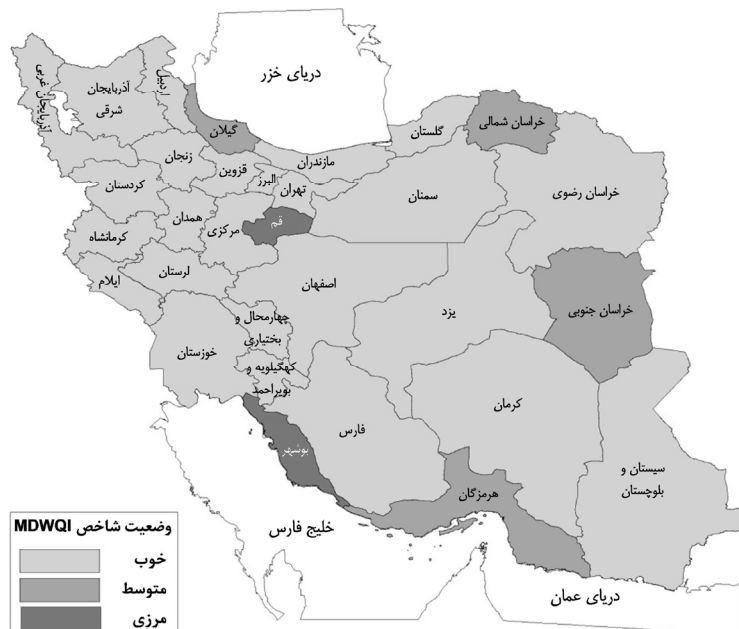 دریای خزر
آذربایجان غربی
آذربایجان
شرقی
اردبیل
گیلان
خراسان شمالی
گلستان
مازندران
زنجان
قزوین
البرز
تهران
سمنان
خراسان رضوی
کردستان
همدان
مرکزی
قم
کرمانشاه
لرستان
ایلام
اصفهان
یزد
خراسان جنوبی
چهارمحال و
بختیاری
خوزستان
کهگیلویه و
بویراحمد
فارس
کرمان
بوشهر
سیستان و
بلوچستان
هرمزگان
خلیج فارس
دریای عمان
وضعیت شاخص MDWQI
خوب
متوسط
مرزی